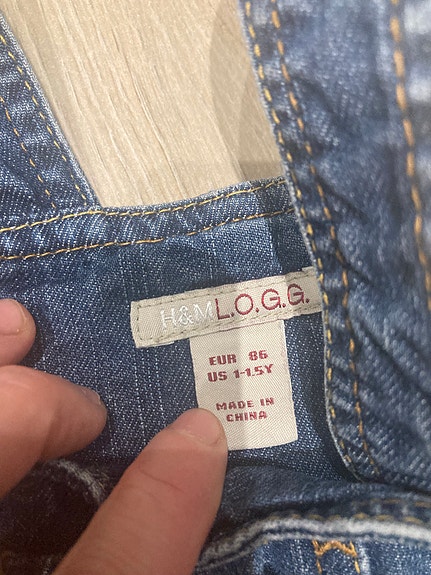 H&M L.O.G.G.
EUR 86
US 1-1.5Y
MADE IN
CHINA